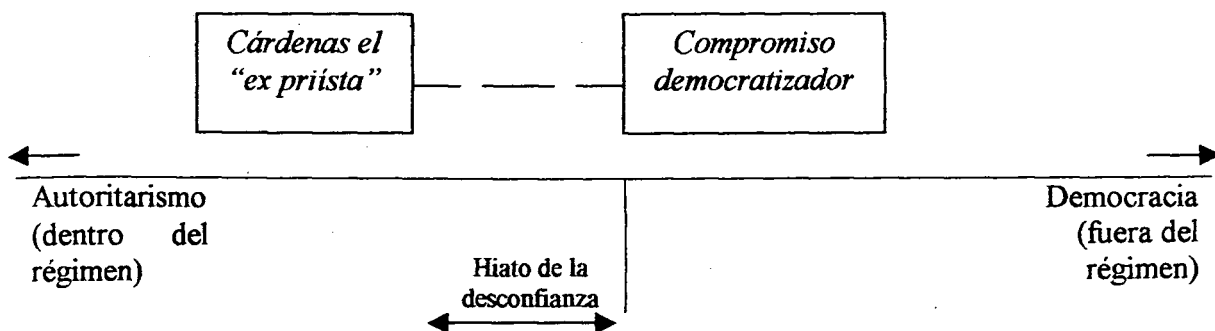 Cárdenas el
“ex priísta”
Compromiso
democratizador
Autoritarismo
(dentro del
régimen)
Democracia
(fuera del
régimen)
Hiato de la
desconfianza